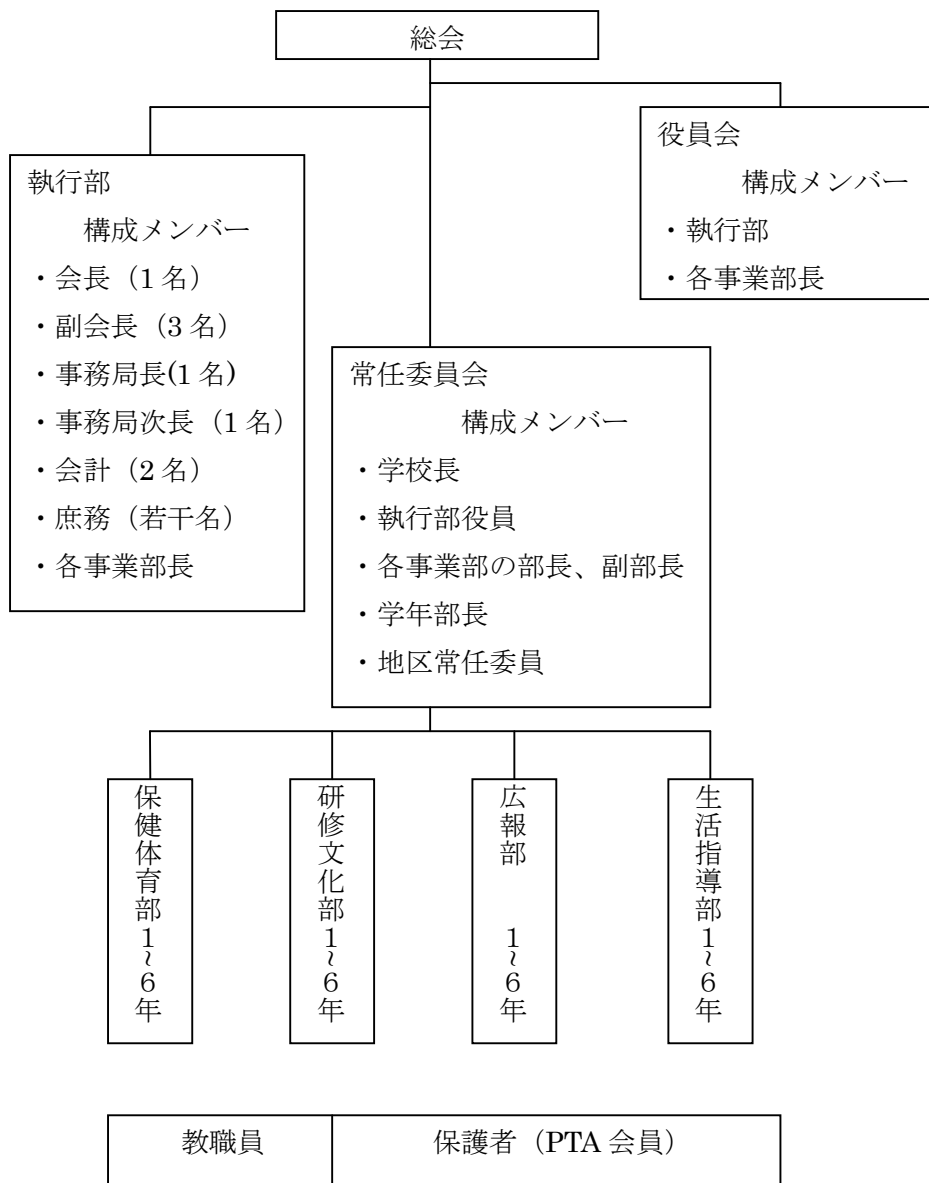 総会
役員会
構成メンバー
・執行部
・各事業部長
執行部
構成メンバー
・会長（1 名）
・副会長（3 名）
・事務局長(1 名)
・事務局次長（1 名）
・会計（2 名）
・庶務（若干名）
・各事業部長
常任委員会
構成メンバー
・学校長
・執行部役員
・各事業部の部長、副部長
・学年部長
・地区常任委員
保健体育部１～６年
研修文化部１～６年
広報部　１～６年
生活指導部１～６年
教職員
保護者（PTA 会員）